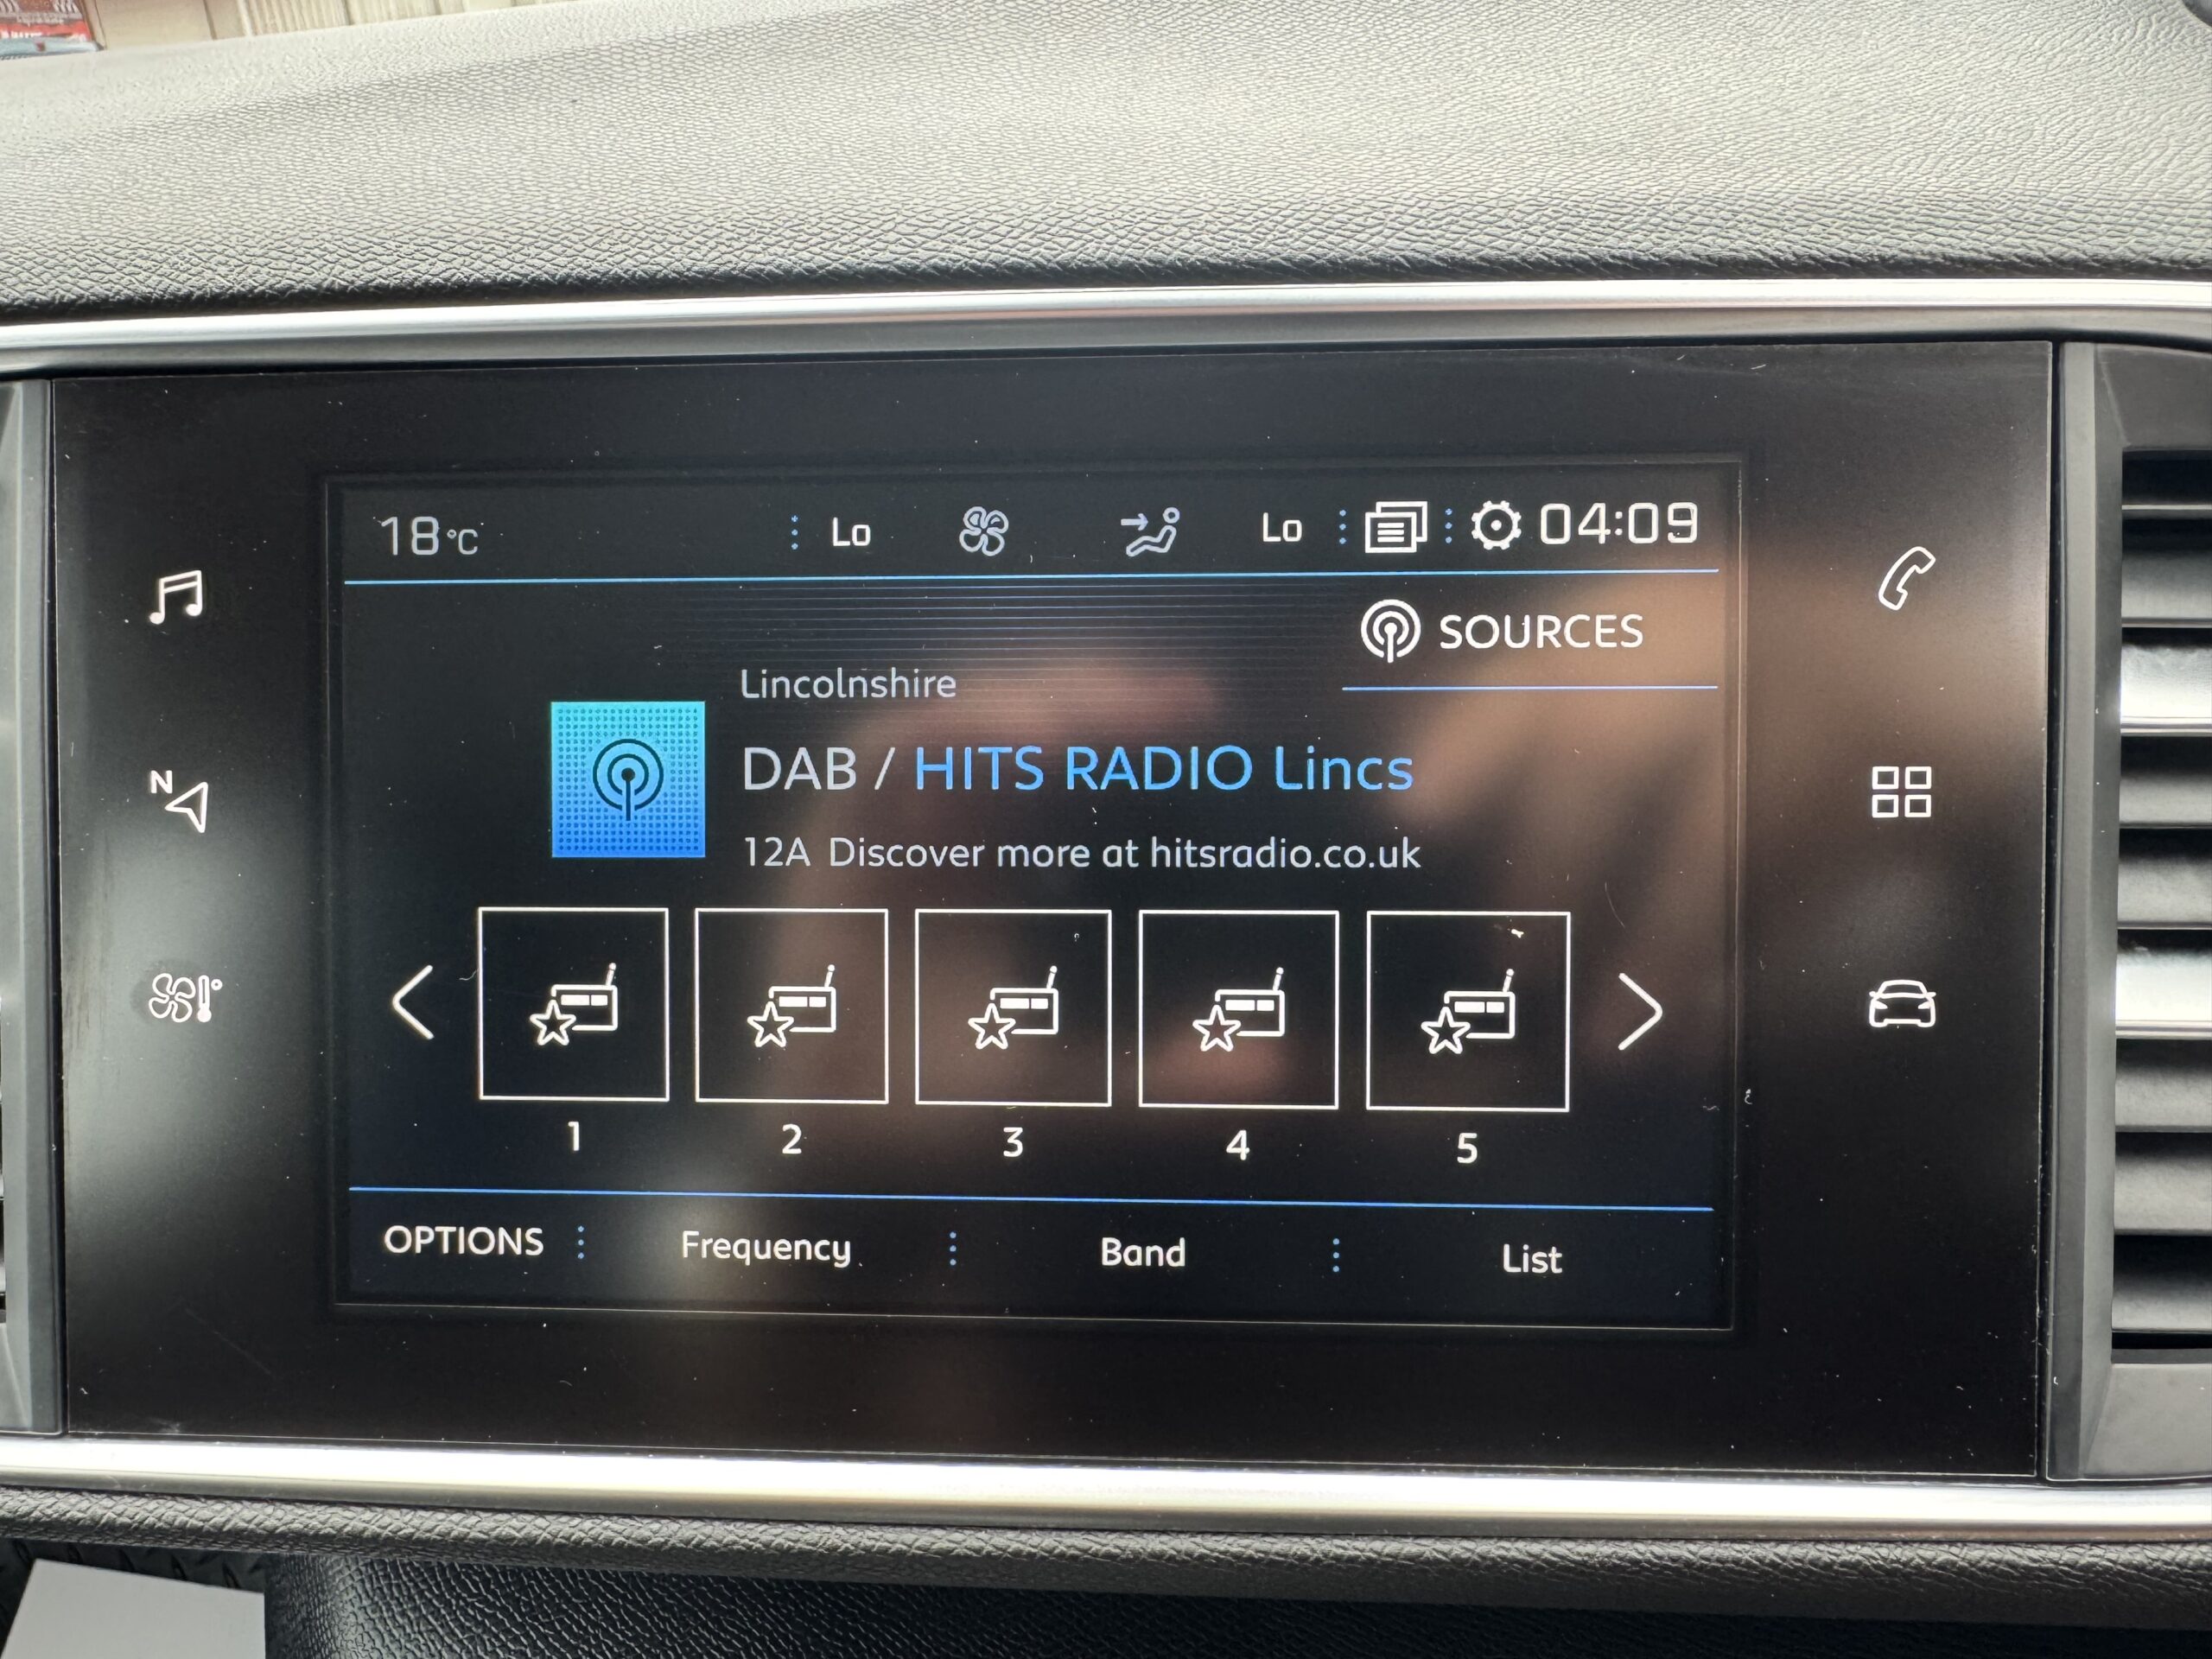 18°C Lo Lo 04:09
SOURCES
Lincolnshire
DAB / HITS RADIO Lincs
12A Discover more at hitsradio.co.uk
N
1 2 3 4 5
OPTIONS Frequency Band List